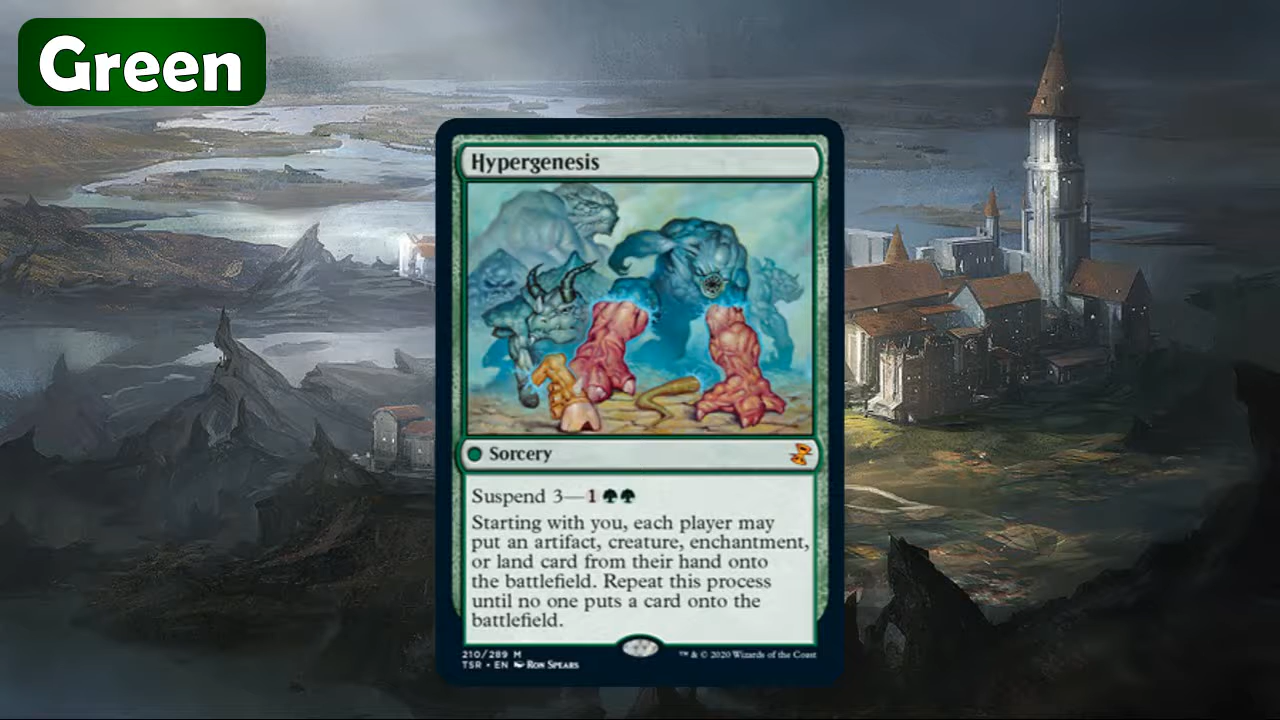 Green
Hypergenesis
Sorcery
Suspend 3—1
Starting with you, each player may
put an artifact, creature, enchantment,
or land card from their hand onto
the battlefield. Repeat this process
until no one puts a card onto the
battlefield.
210/289 M
TSR • EN Ron Spears
™ & © 2020 Wizards of the Coast